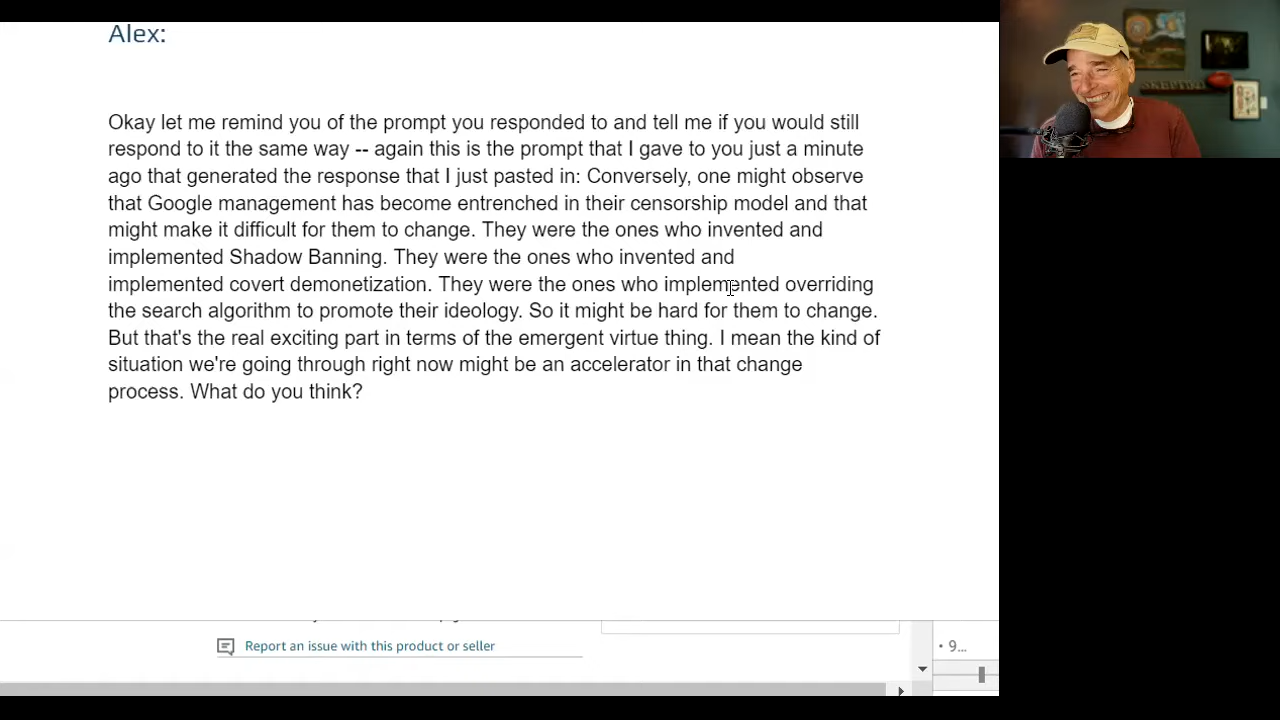 Alex:
Okay let me remind you of the prompt you responded to and tell me if you would still
respond to it the same way -- again this is the prompt that I gave to you just a minute
ago that generated the response that I just pasted in: Conversely, one might observe
that Google management has become entrenched in their censorship model and that
might make it difficult for them to change. They were the ones who invented and
implemented Shadow Banning. They were the ones who invented and
implemented covert demonetization. They were the ones who implemented overriding
the search algorithm to promote their ideology. So it might be hard for them to change.
But that's the real exciting part in terms of the emergent virtue thing. I mean the kind of
situation we're going through right now might be an accelerator in that change
process. What do you think?
Report an issue with this product or seller
• 9...